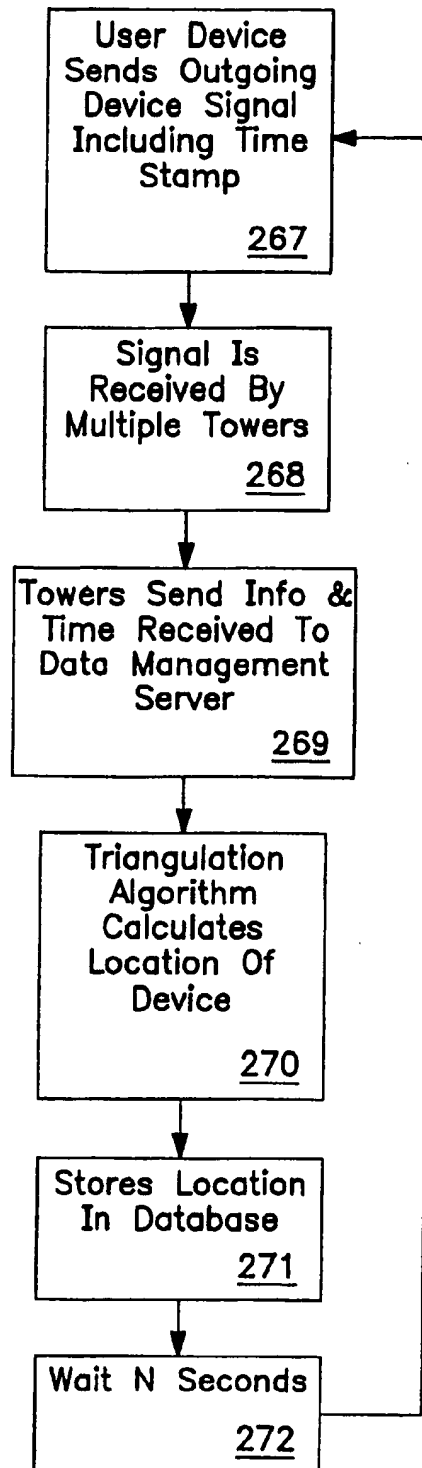 User Device
Sends Outgoing
Device Signal
Including Time
Stamp
267
Signal Is
Received By
Multiple Towers
268
Towers Send Info &
Time Received To
Data Management
Server
269
Triangulation
Algorithm
Calculates
Location Of
Device
270
Stores Location
In Database
271
Wait N Seconds
272